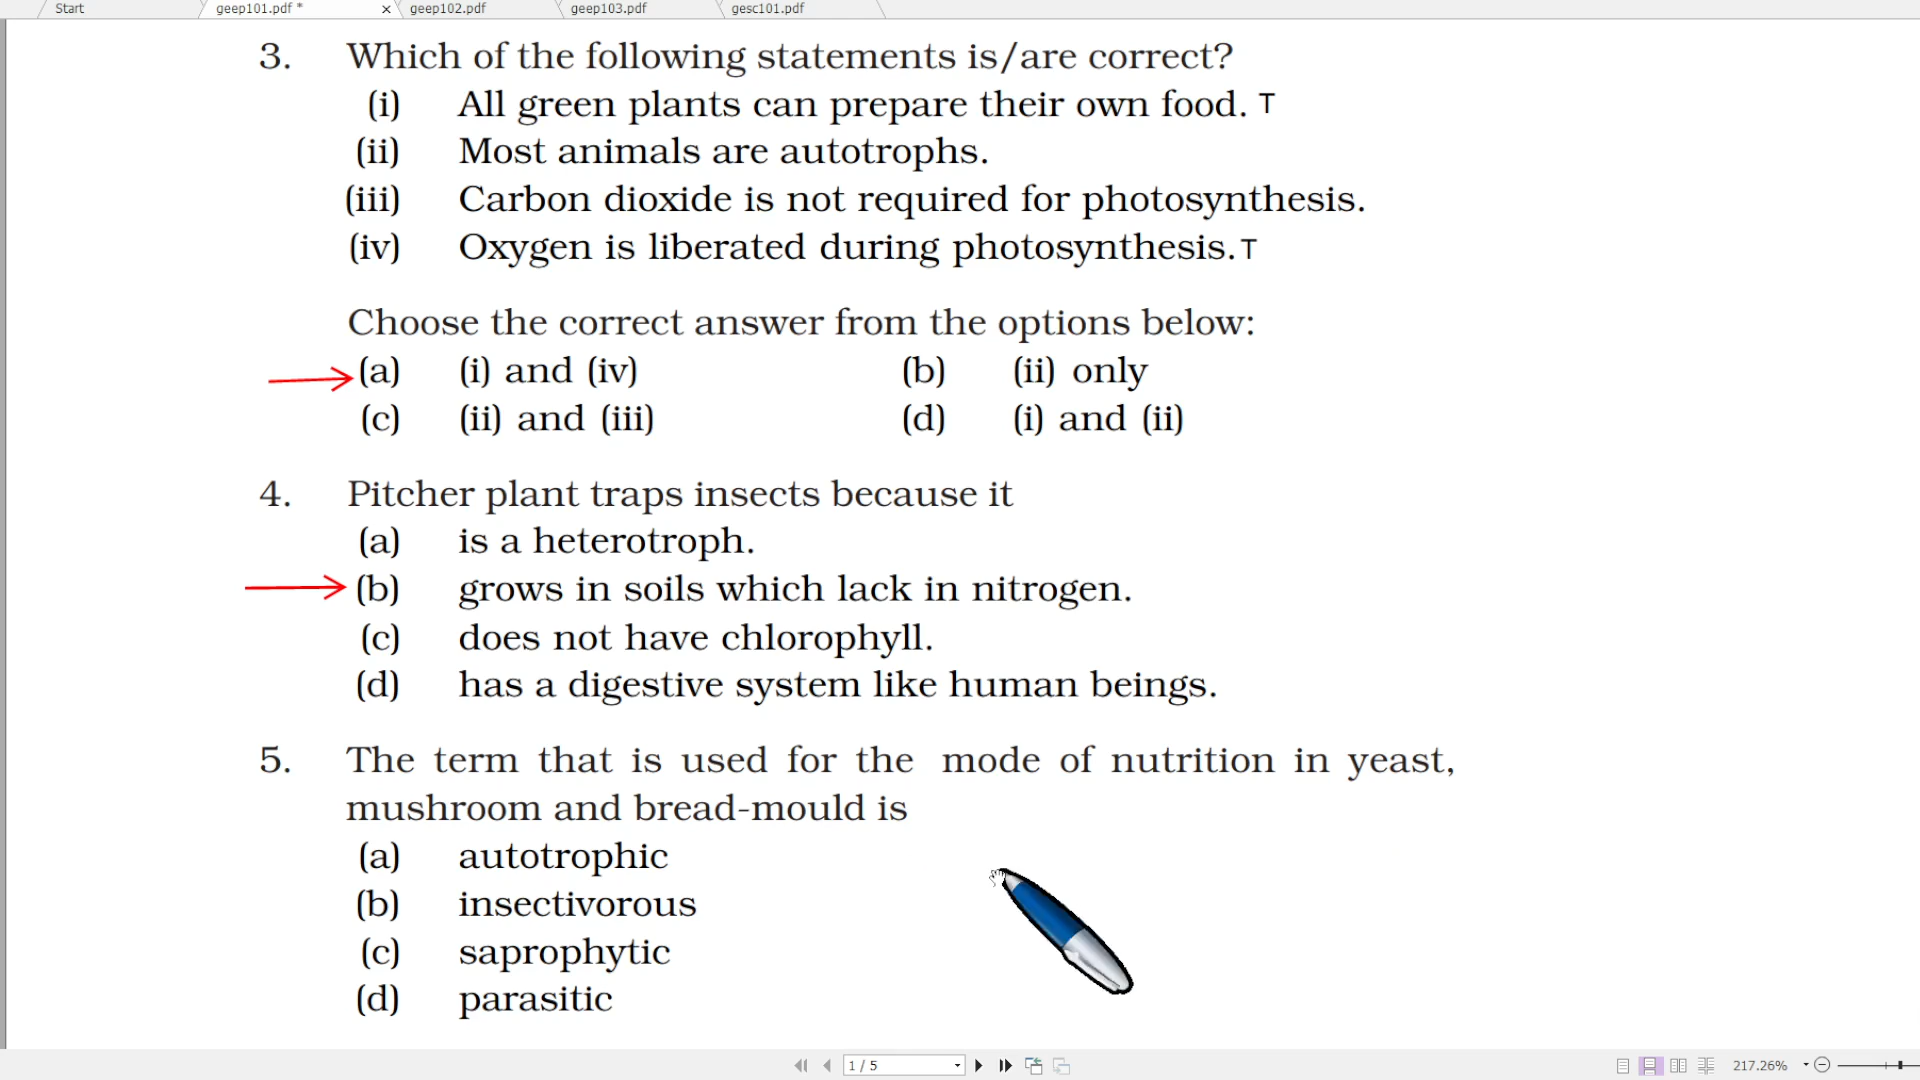 Start geep101.pdf * × geep102.pdf geep103.pdf gesc101.pdf
3. Which of the following statements is/are correct?
(i) All green plants can prepare their own food. T
(ii) Most animals are autotrophs.
(iii) Carbon dioxide is not required for photosynthesis.
(iv) Oxygen is liberated during photosynthesis. T
Choose the correct answer from the options below:
(a) (i) and (iv) (b) (ii) only
(c) (ii) and (iii) (d) (i) and (ii)
4. Pitcher plant traps insects because it
(a) is a heterotroph.
(b) grows in soils which lack in nitrogen.
(c) does not have chlorophyll.
(d) has a digestive system like human beings.
5. The term that is used for the mode of nutrition in yeast,
mushroom and bread-mould is
(a) autotrophic
(b) insectivorous
(c) saprophytic
(d) parasitic
1 / 5 217.26%